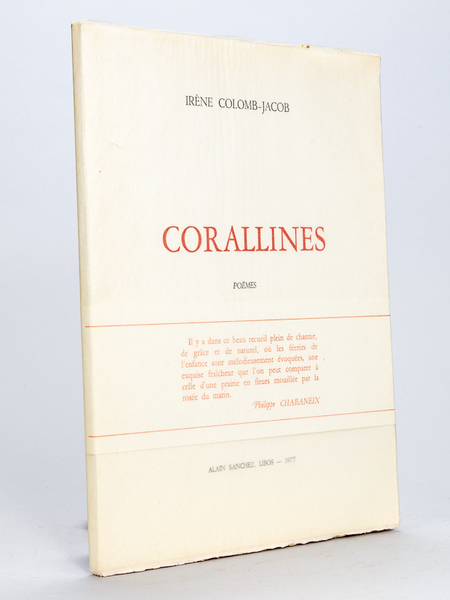 IRÈNE COLOMB-JACOB
CORALLINES
POÈMES
Il y a dans ce beau recueil plein de charme,
de grâce et de naturel, où les féeries de
l'enfance sont mélodieusement évoquées, une
exquise fraîcheur que l'on peut comparer à
celle d'une prairie en fleurs mouillée par la
rosée du matin.
Philippe CHABANEIX
ALAIN SANCHEZ, LIBOS — 1977